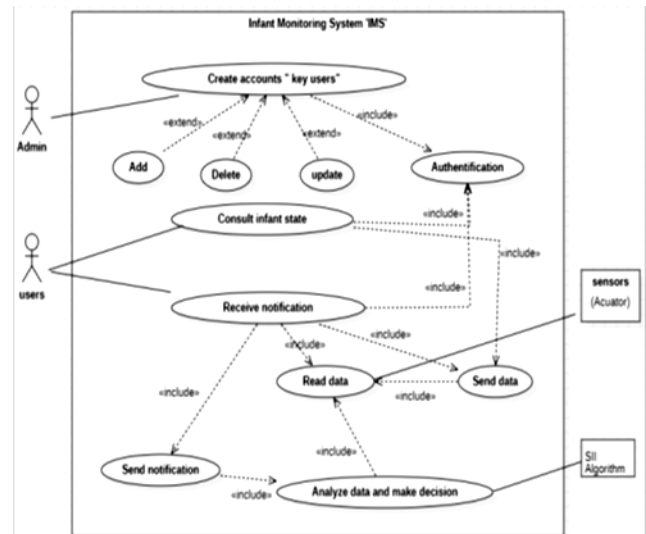 Infant Monitoring System 'IMS'
Create accounts " key users"
Admin
«extend»
«extend»
«extend»
«include»
Add
Delete
update
Authentification
Consult infant state
«include»
users
«include»
sensors
(Acuator)
Receive notification
«include»
«include»
Read data
Send data
«include»
«include»
«include»
SII
Algorithm
Send notification
«include»
Analyze data and make decision